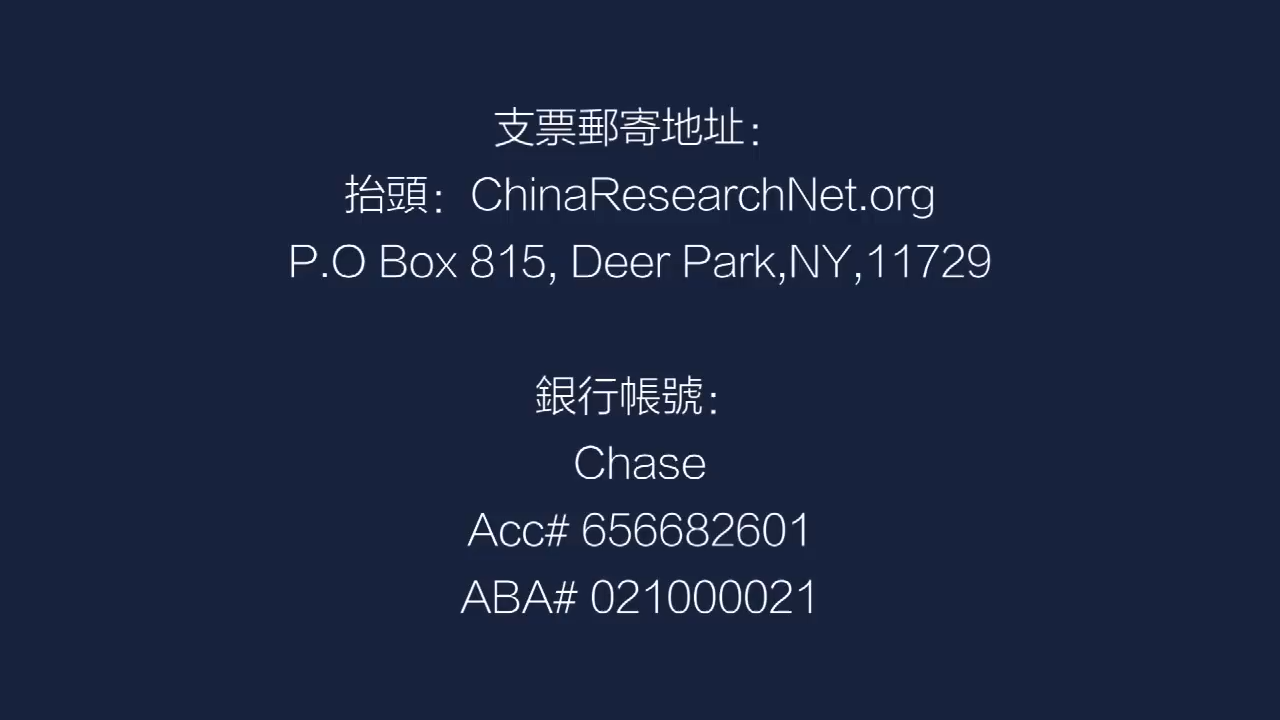 支票郵寄地址：
抬頭：ChinaResearchNet.org
P.O Box 815, Deer Park,NY,11729
銀行帳號：
Chase
Acc# 656682601
ABA# 021000021